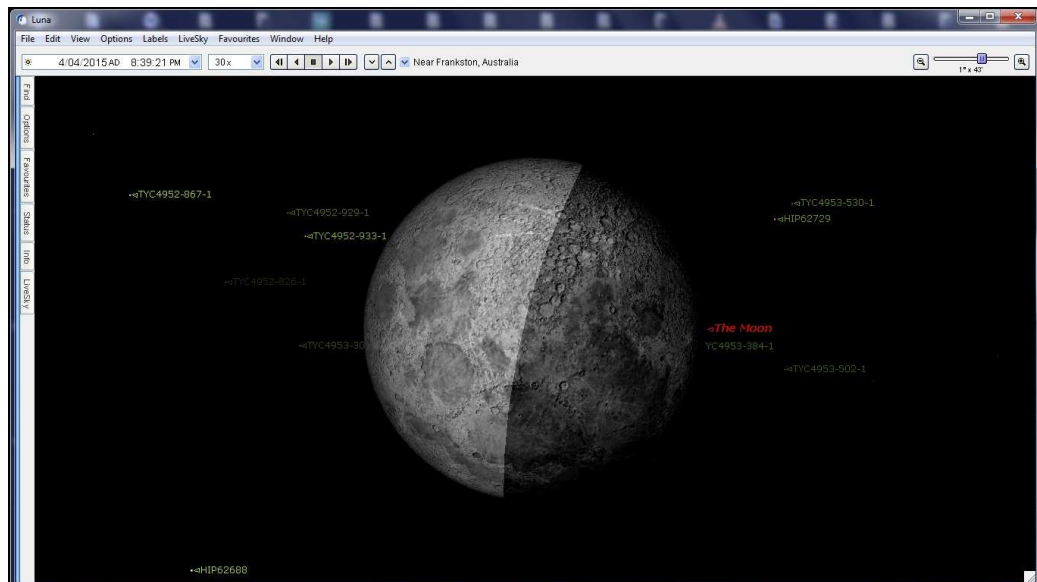 Luna
File Edit View Options Labels LiveSky Favourites Window Help
4/04/2015 AD 8:39:21 PM 30x Near Frankston, Australia
1° x 43'
Find
Options
Favourites
Status
Info
LiveSky
TYC4952-867-1
TYC4952-929-1
TYC4953-530-1
HIP62729
TYC4952-933-1
TYC4952-826-1
The Moon
TYC4953-30
YC4953-384-1
TYC4953-502-1
HIP62688